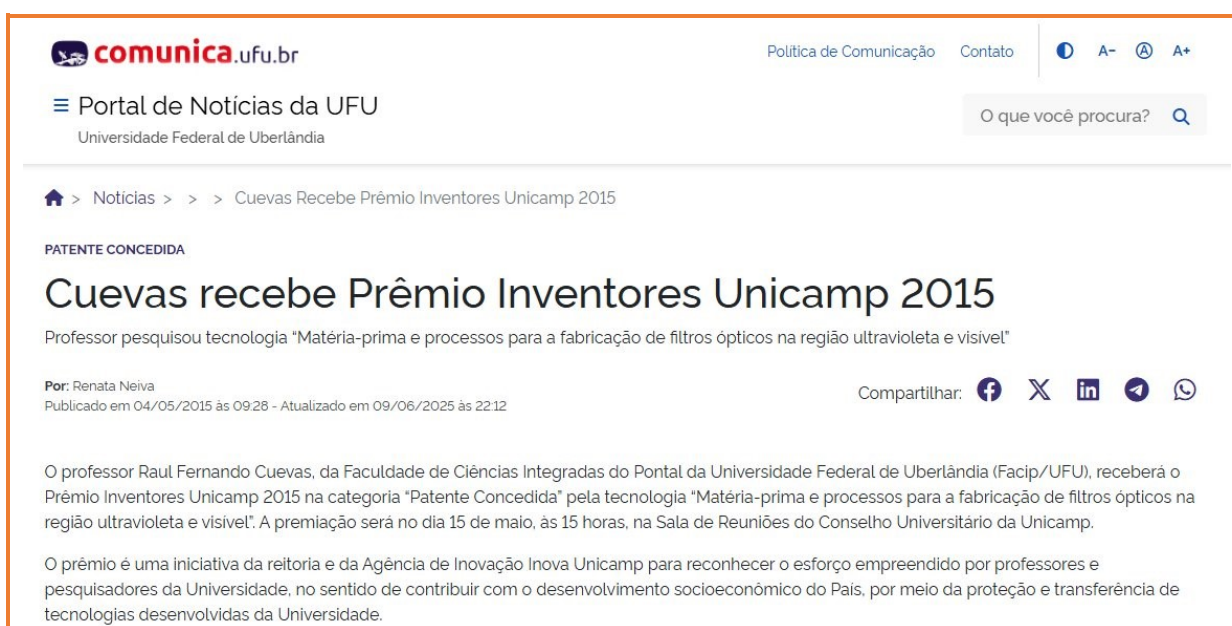 comunica.ufu.br
Política de Comunicação Contato A- A A+
Portal de Notícias da UFU
Universidade Federal de Uberlândia
O que você procura?
> Notícias > > > Cuevas Recebe Prêmio Inventores Unicamp 2015
PATENTE CONCEDIDA
Cuevas recebe Prêmio Inventores Unicamp 2015
Professor pesquisou tecnologia “Matéria-prima e processos para a fabricação de filtros ópticos na região ultravioleta e visível”
Por: Renata Neiva
Publicado em 04/05/2015 às 09:28 - Atualizado em 09/06/2025 às 22:12
Compartilhar:
O professor Raul Fernando Cuevas, da Faculdade de Ciências Integradas do Pontal da Universidade Federal de Uberlândia (Facip/UFU), receberá o
Prêmio Inventores Unicamp 2015 na categoria “Patente Concedida” pela tecnologia “Matéria-prima e processos para a fabricação de filtros ópticos na
região ultravioleta e visível”. A premiação será no dia 15 de maio, às 15 horas, na Sala de Reuniões do Conselho Universitário da Unicamp.
O prêmio é uma iniciativa da reitoria e da Agência de Inovação Inova Unicamp para reconhecer o esforço empreendido por professores e
pesquisadores da Universidade, no sentido de contribuir com o desenvolvimento socioeconômico do País, por meio da proteção e transferência de
tecnologias desenvolvidas da Universidade.